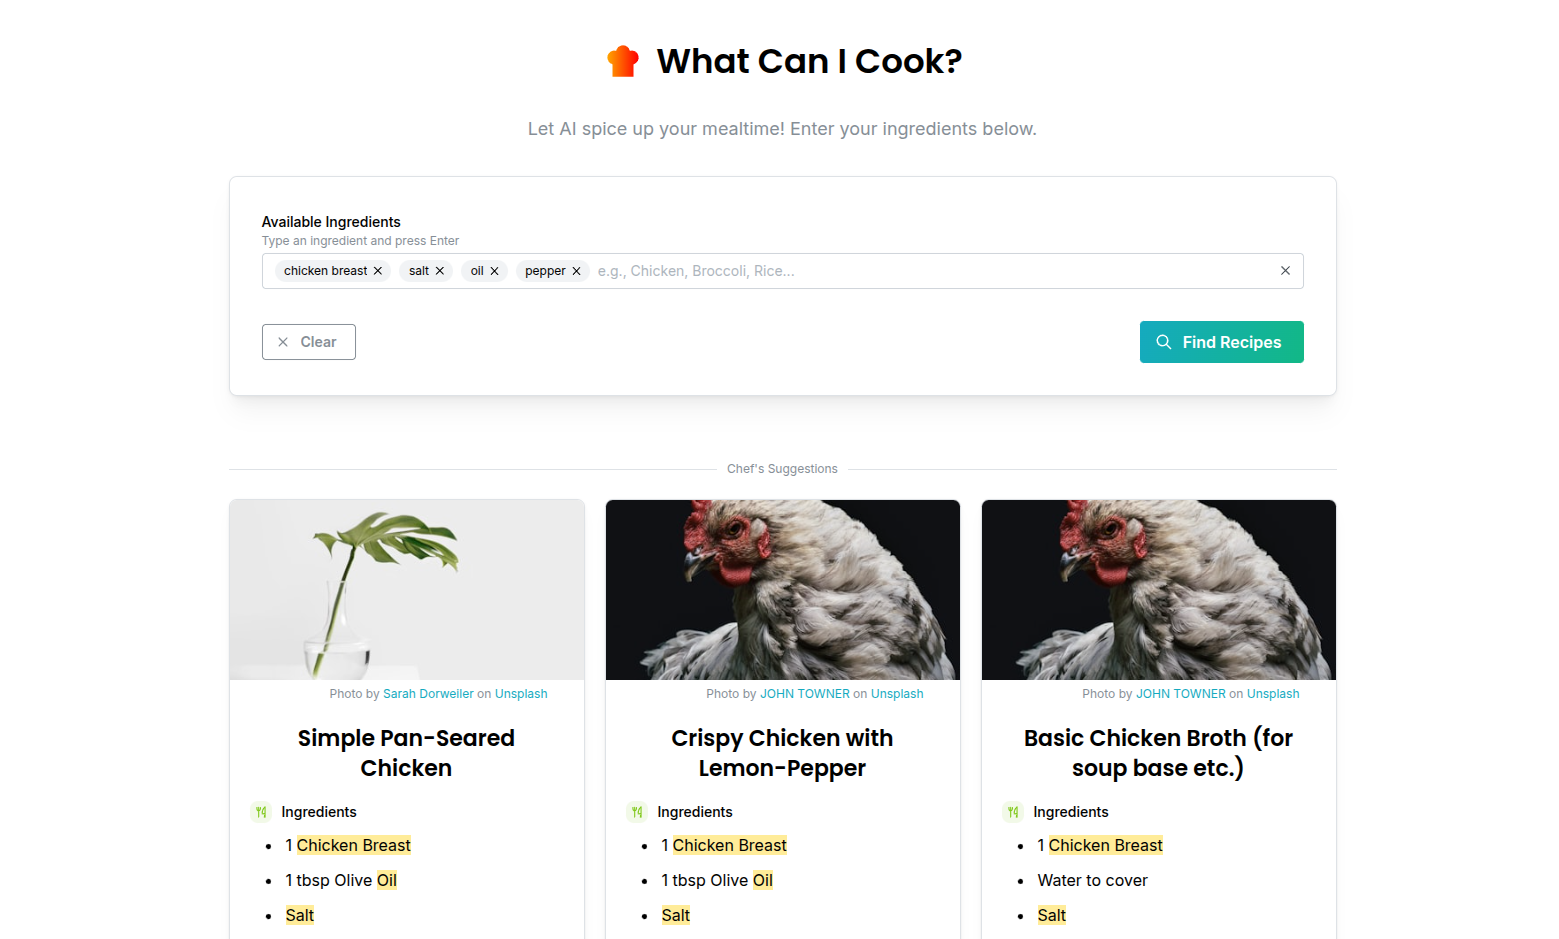 What Can I Cook?
Let AI spice up your mealtime! Enter your ingredients below.
Available Ingredients
Type an ingredient and press Enter
chicken breast salt oil pepper e.g., Chicken, Broccoli, Rice...
Clear
Find Recipes
Chef's Suggestions
Photo by Sarah Dorweiler on Unsplash
Simple Pan-Seared
Chicken
Ingredients
1 Chicken Breast
1 tbsp Olive Oil
Salt
Photo by JOHN TOWNER on Unsplash
Crispy Chicken with
Lemon-Pepper
Ingredients
1 Chicken Breast
1 tbsp Olive Oil
Salt
Photo by JOHN TOWNER on Unsplash
Basic Chicken Broth (for
soup base etc.)
Ingredients
1 Chicken Breast
Water to cover
Salt